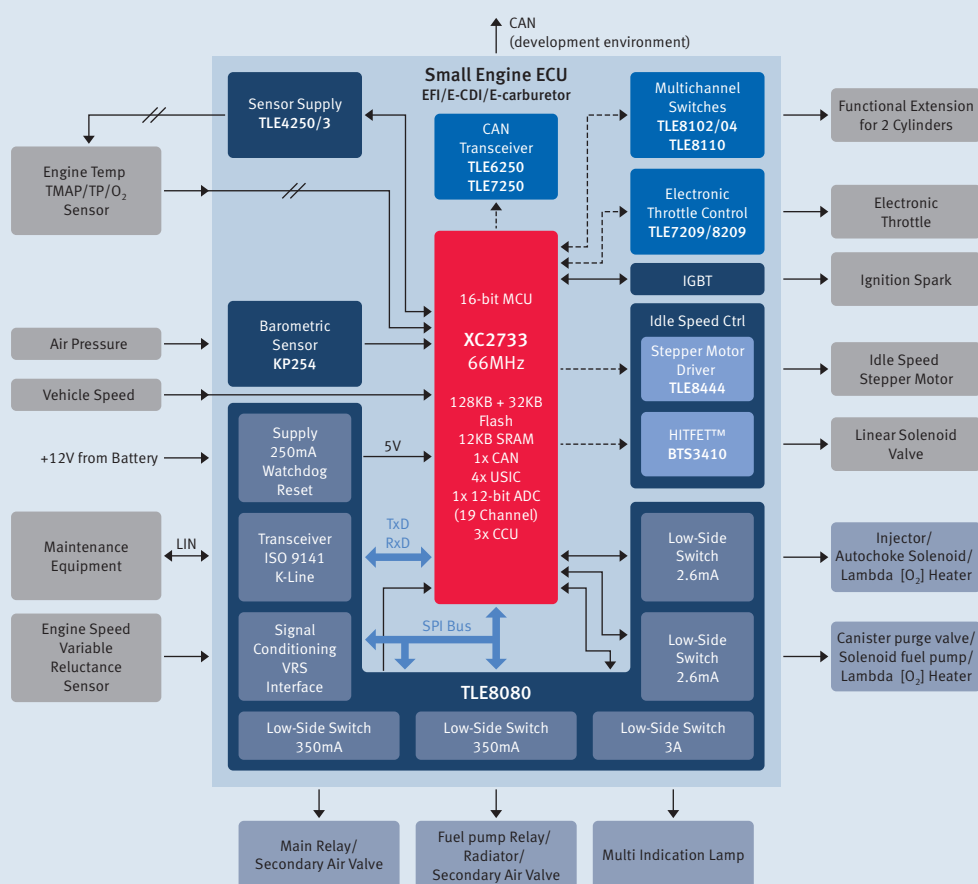 CAN
(development environment)
Small Engine ECU
EFI/E-CDI/E-carburetor
Sensor Supply
TLE4250/3
CAN
Transceiver
TLE6250
TLE7250
Multichannel
Switches
TLE8102/04
TLE8110
Functional Extension
for 2 Cylinders
Engine Temp
TMAP/TP/O₂
Sensor
Electronic
Throttle Control
TLE7209/8209
Electronic
Throttle
IGBT
Ignition Spark
16-bit MCU
XC2733
66MHz
128KB + 32KB
Flash
12KB SRAM
1x CAN
4x USIC
1x 12-bit ADC
(19 Channel)
3x CCU
Air Pressure
Barometric
Sensor
KP254
Idle Speed Ctrl
Stepper Motor
Driver
TLE8444
Idle Speed
Stepper Motor
Vehicle Speed
HITFET™
BTS3410
Linear Solenoid
Valve
+12V from Battery
Supply
250mA
Watchdog
Reset
5V
Maintenance
Equipment
LIN
Transceiver
ISO 9141
K-Line
TxD
RxD
Low-Side
Switch
2.6mA
Injector/
Autochoke Solenoid/
Lambda [O₂] Heater
Engine Speed
Variable
Reluctance
Sensor
Signal
Conditioning
VRS
Interface
SPI Bus
Low-Side
Switch
2.6mA
Canister purge valve/
Solenoid fuel pump/
Lambda [O₂] Heater
TLE8080
Low-Side Switch
350mA
Low-Side Switch
350mA
Low-Side Switch
3A
Main Relay/
Secondary Air Valve
Fuel pump Relay/
Radiator/
Secondary Air Valve
Multi Indication Lamp